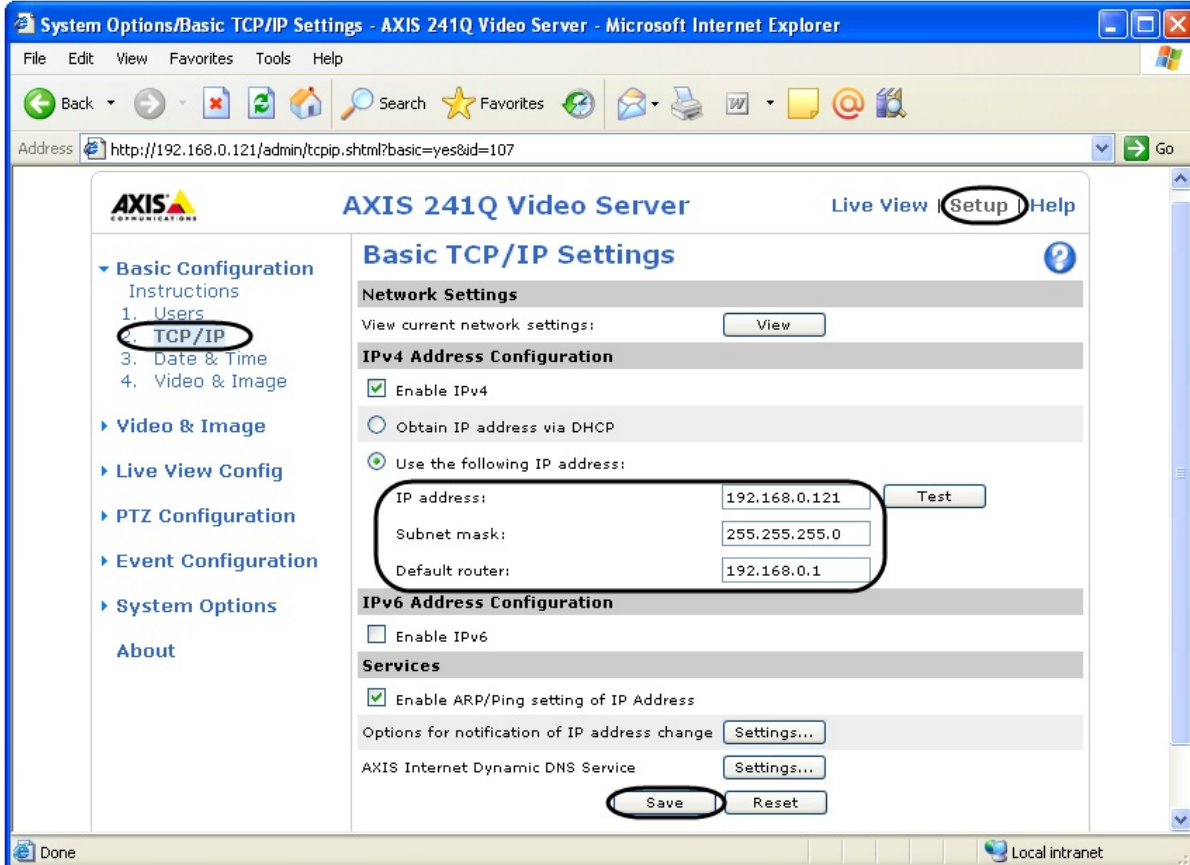 System Options/Basic TCP/IP Settings - AXIS 241Q Video Server - Microsoft Internet Explorer
File Edit View Favorites Tools Help
Back Search Favorites
Address http://192.168.0.121/admin/tcpip.shtml?basic=yes&id=107 Go
AXIS COMMUNICATIONS
AXIS 241Q Video Server
Live View | Setup | Help
Basic Configuration
Instructions
1. Users
2. TCP/IP
3. Date & Time
4. Video & Image
Video & Image
Live View Config
PTZ Configuration
Event Configuration
System Options
About
Basic TCP/IP Settings
Network Settings
View current network settings: View
IPv4 Address Configuration
Enable IPv4
Obtain IP address via DHCP
Use the following IP address:
IP address: 192.168.0.121 Test
Subnet mask: 255.255.255.0
Default router: 192.168.0.1
IPv6 Address Configuration
Enable IPv6
Services
Enable ARP/Ping setting of IP Address
Options for notification of IP address change Settings...
AXIS Internet Dynamic DNS Service Settings...
Save Reset
Done Local intranet